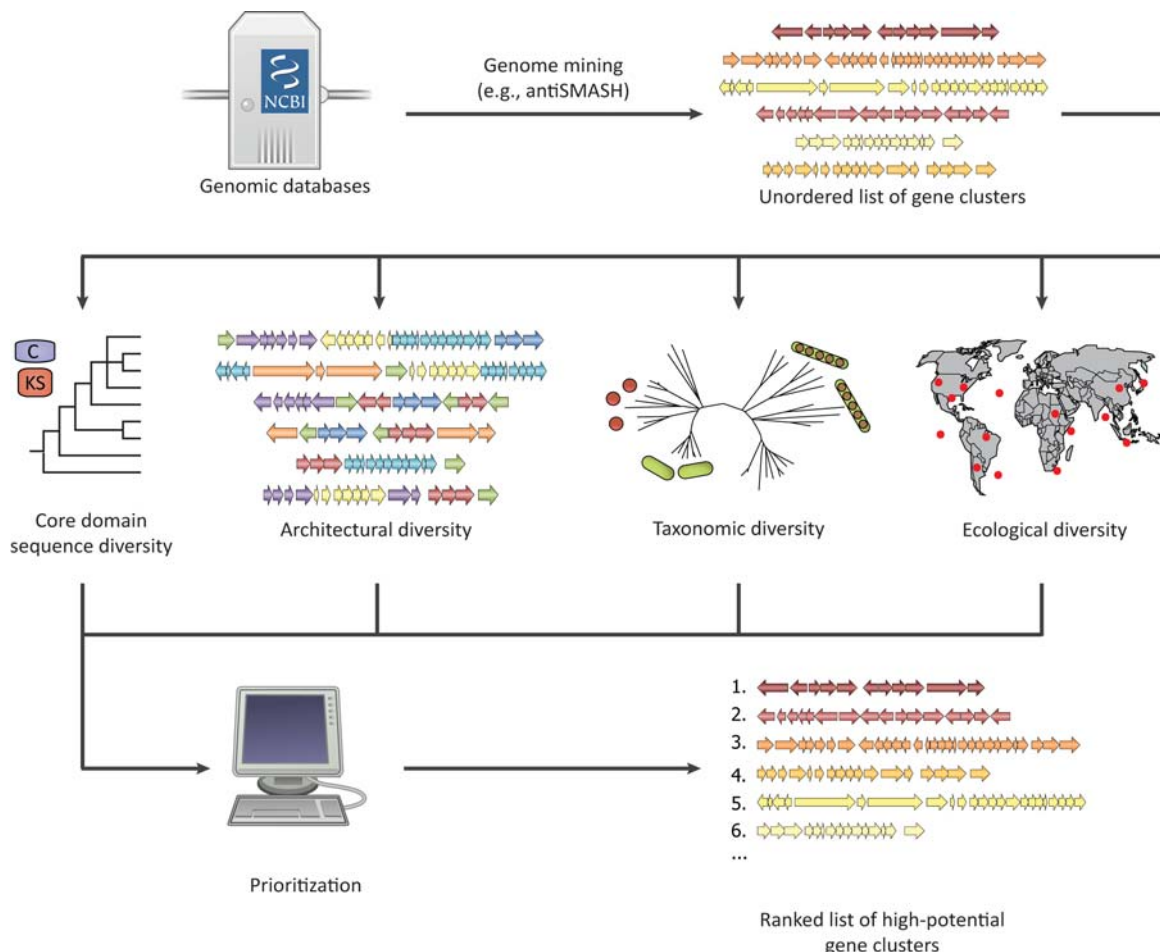 NCBI
Genome mining
(e.g., antiSMASH)
Genomic databases
Unordered list of gene clusters
C
KS
Core domain
sequence diversity
Architectural diversity
Taxonomic diversity
Ecological diversity
1.
2.
3.
4.
5.
6.
...
Prioritization
Ranked list of high-potential
gene clusters